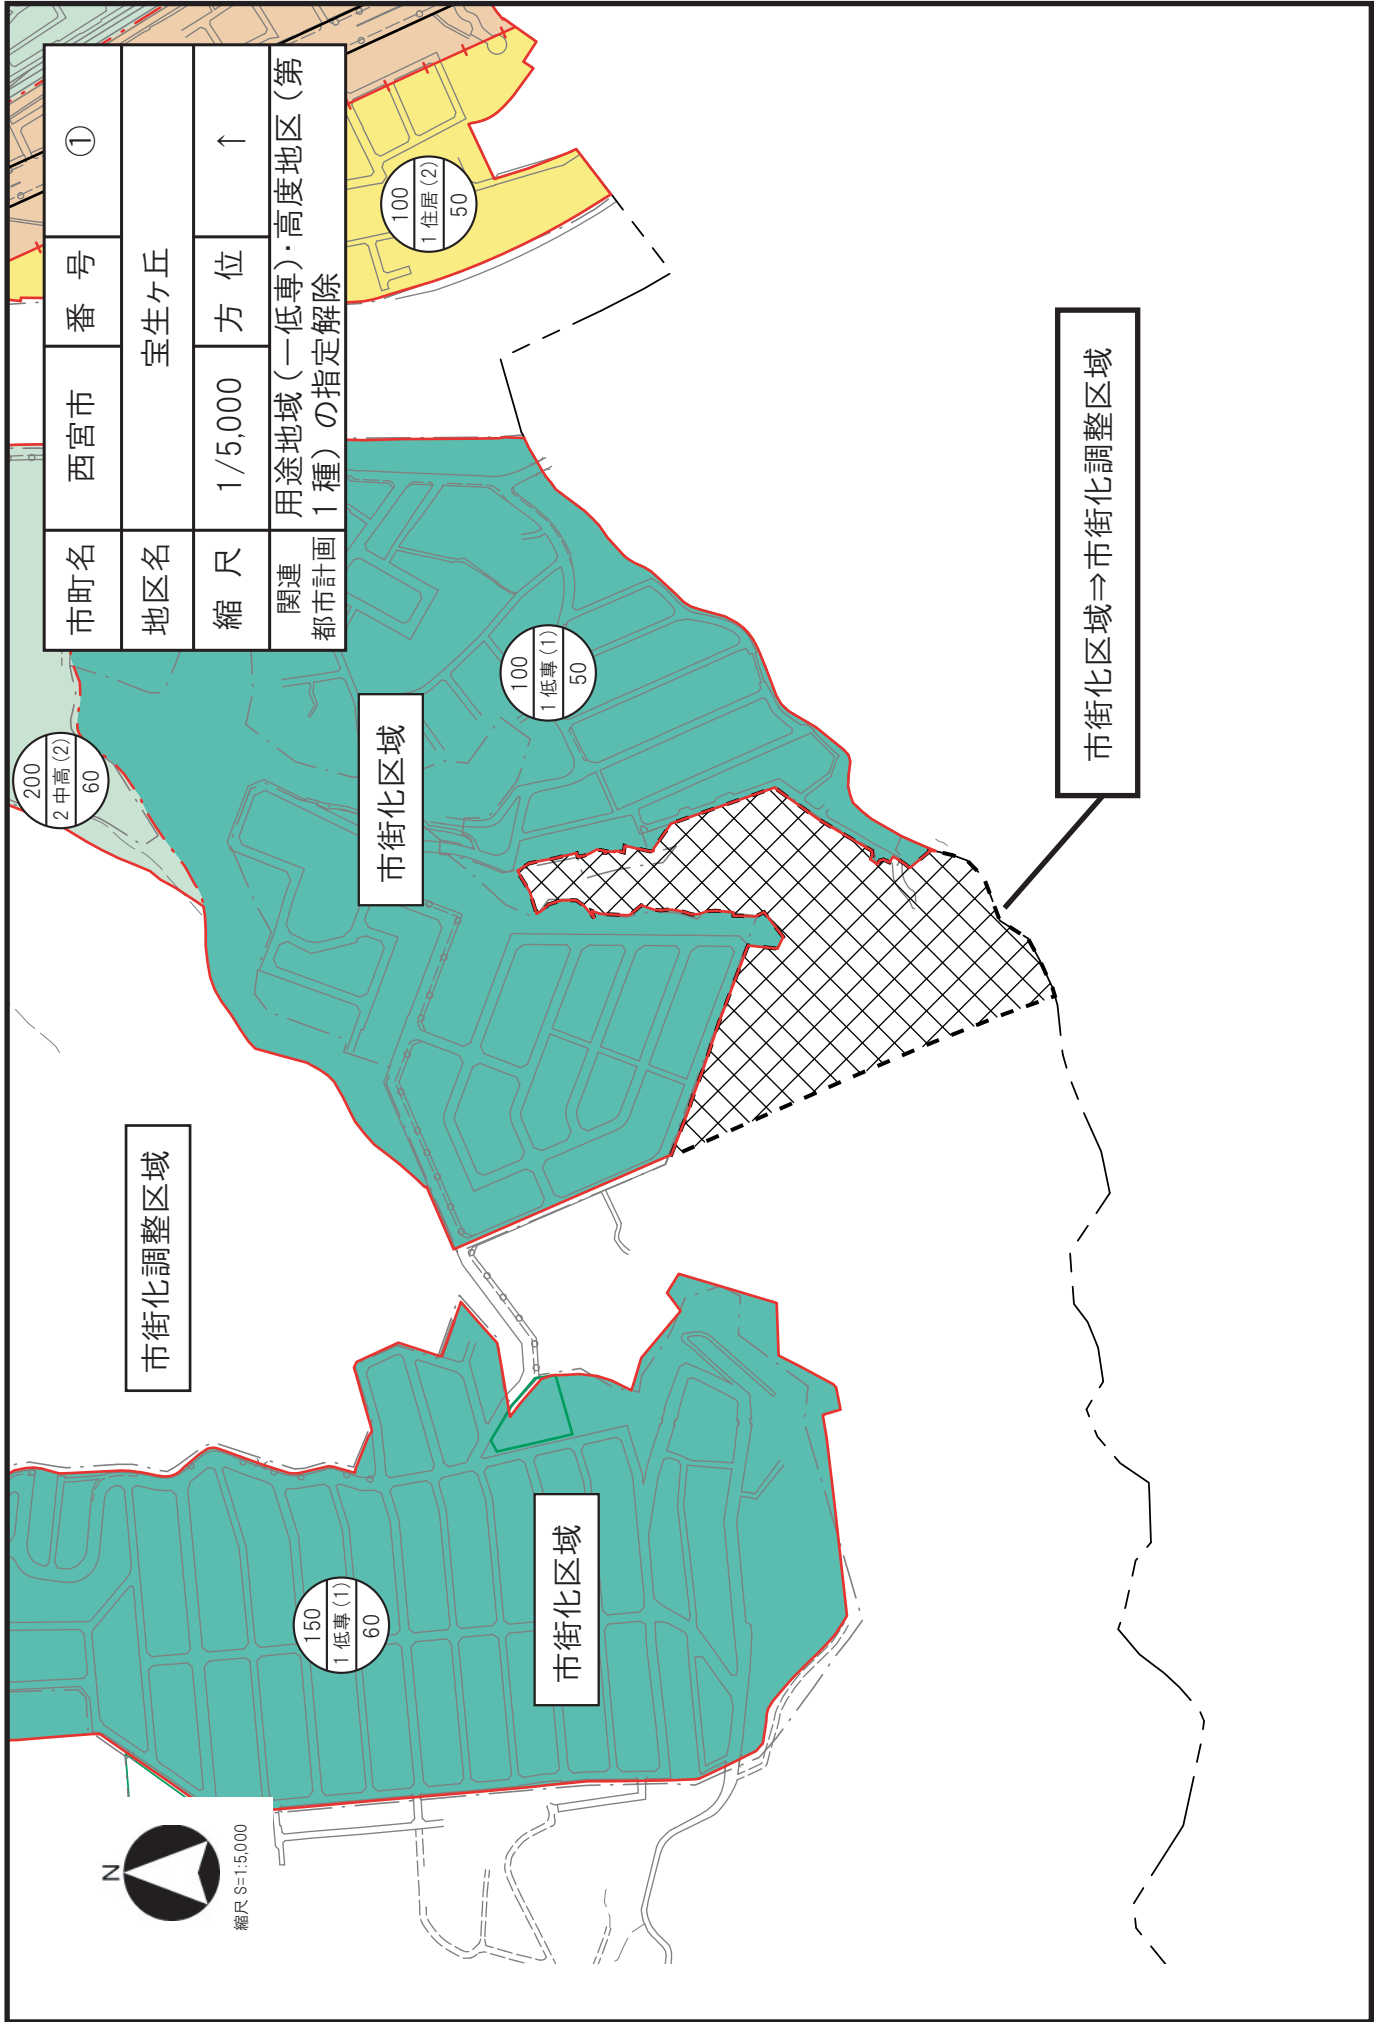 市町名 西宮市 番号 ①
地区名 宝生ヶ丘
縮尺 1/5,000 方位 ↑
関連
都市計画
用途地域（一低専）・高度地区（第
1種）の指定解除
200
2 中高 (2)
60
100
1 住居 (2)
50
100
1 低専 (1)
50
150
1 低専 (1)
60
市街化区域
市街化調整区域
市街化区域
市街化区域⇒市街化調整区域
N
縮尺 S=1:5,000